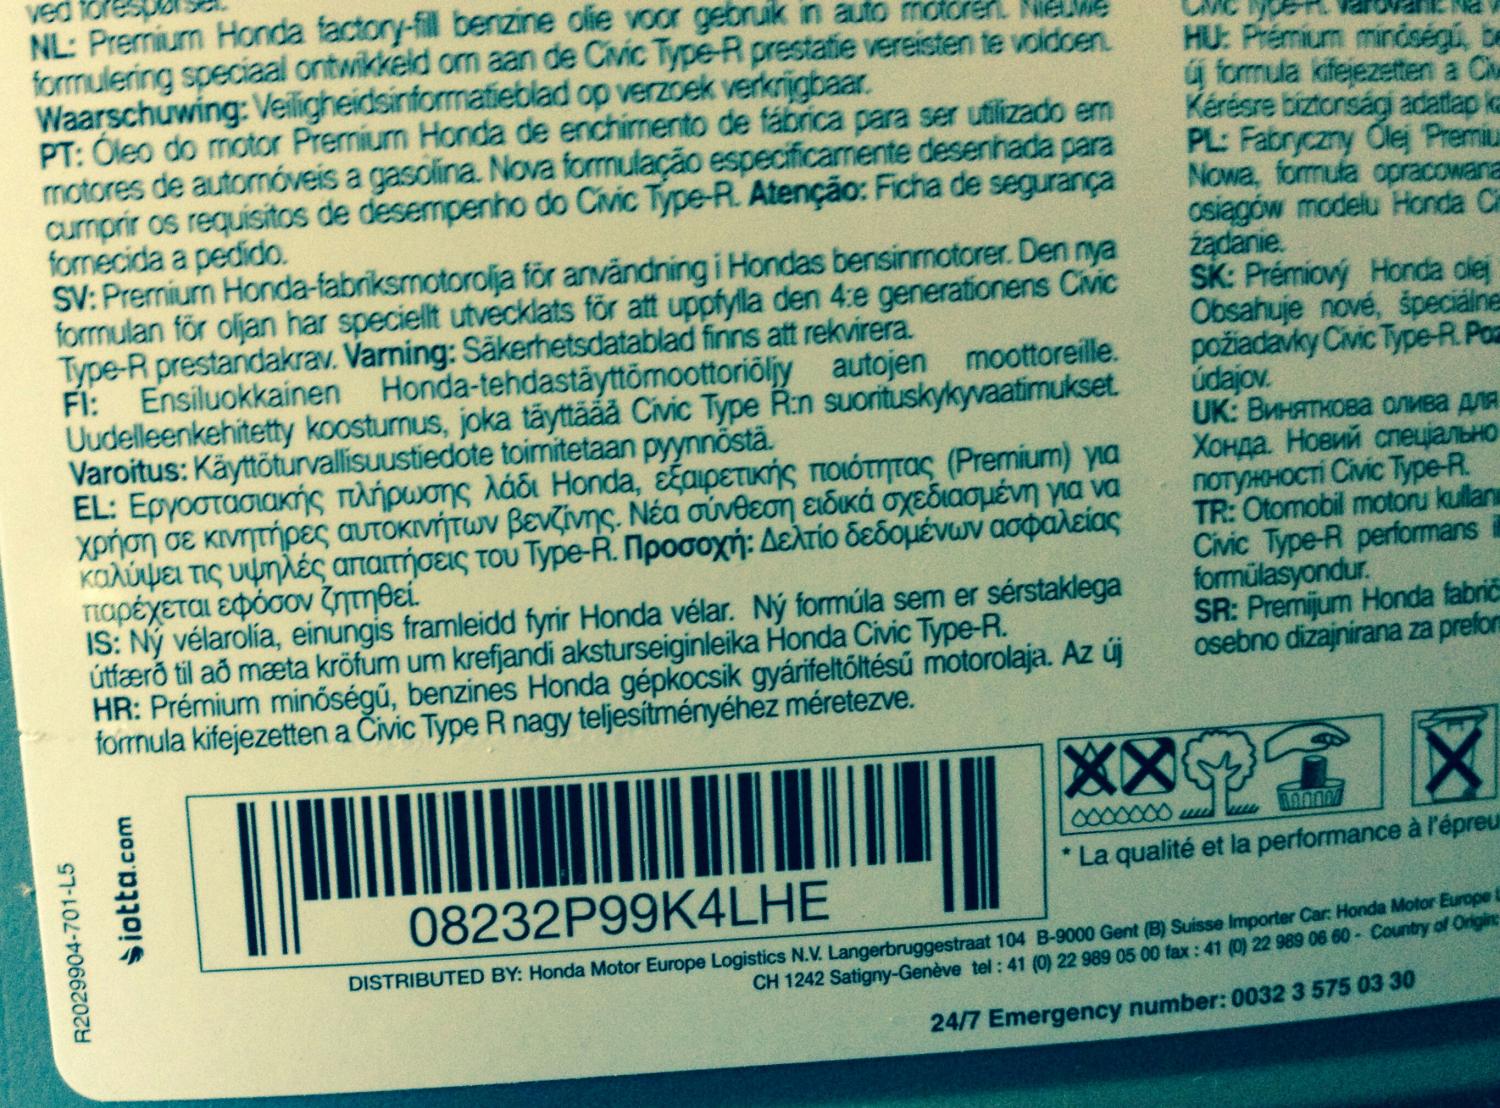 ved forespørsel.
NL: Premium Honda factory-fill benzine olie voor gebruik in auto motoren. Nieuwe
formulering speciaal ontwikkeld om aan de Civic Type-R prestatie vereisten te voldoen.
Waarschuwing: Veiligheidsinformatieblad op verzoek verkrijgbaar.
PT: Óleo do motor Premium Honda de enchimento de fábrica para ser utilizado em
motores de automóveis a gasolina. Nova formulação especificamente desenhada para
cumprir os requisitos de desempenho do Civic Type-R. Atenção: Ficha de segurança
fornecida a pedido.
SV: Premium Honda-fabriksmotorolja för användning i Hondas bensinmotorer. Den nya
formulan för oljan har speciellt utvecklats för att uppfylla den 4:e generationens Civic
Type-R prestandakrav. Varning: Säkerhetsdatablad finns att rekvirera.
FI: Ensiluokkainen Honda-tehdastäyttömoottoriöljy autojen moottoreille.
Uudelleenkehitetty koostumus, joka täyttäää Civic Type R:n suorituskykyvaatimukset.
Varoitus: Käyttöturvallisuustiedote toimitetaan pyynnöstä.
EL: Εργοστασιακής πλήρωσης λάδι Honda, εξαιρετικής ποιότητας (Premium) για
χρήση σε κινητήρες αυτοκινήτων βενζίνης. Νέα σύνθεση ειδικά σχεδιασμένη για να
καλύψει τις υψηλές απαιτήσεις του Type-R. Προσοχή: Δελτίο δεδομένων ασφαλείας
παρέχεται εφόσον ζητηθεί.
IS: Ný vélarolía, einungis framleidd fyrir Honda vélar. Ný formúla sem er sérstaklega
útfærð til að mæta kröfum um krefjandi aksturseiginleika Honda Civic Type-R.
HR: Prémium minőségű, benzines Honda gépkocsik gyárifeltöltésű motorolaja. Az új
formula kifejezetten a Civic Type R nagy teljesítményéhez méretezve.
Civic Type-R. Varování: Na
HU: Prémium minőségű,
új formula kifejezetten a
Kérésre biztonsági adatlap
PL: Fabryczny Olej
Nowa, formuła opracowana
osiągów modelu Honda
żądanie.
SK: Prémiový Honda olej
Obsahuje nové,
požiadavky Civic Type-R.
údajov.
UK: Виняткова олива для
Хонда. Новий спеціально
потужності Civic Type-R.
TR: Otomobil motoru
Civic Type-R performans
formülasyondur.
SR: Premijum Honda
osebno dizajnirana za
R2029904-701-L5
iotta.com
08232P99K4LHE
* La qualité et la performance à
DISTRIBUTED BY: Honda Motor Europe Logistics N.V. Langerbruggestraat 104 B-9000 Gent (B) Suisse Importer Car: Honda Motor Europe
CH 1242 Satigny-Genève tel : 41 (0) 22 989 05 00 fax : 41 (0) 22 989 06 60 - Country of Origin:
24/7 Emergency number: 0032 3 575 03 30